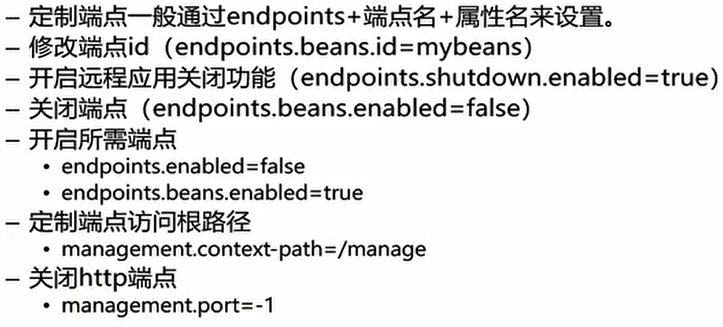 – 定制端点一般通过endpoints+端点名+属性名来设置。
– 修改端点id（endpoints.beans.id=mybeans）
– 开启远程应用关闭功能（endpoints.shutdown.enabled=true）
– 关闭端点（endpoints.beans.enabled=false）
– 开启所需端点
• endpoints.enabled=false
• endpoints.beans.enabled=true
– 定制端点访问根路径
• management.context-path=/manage
– 关闭http端点
• management.port=-1